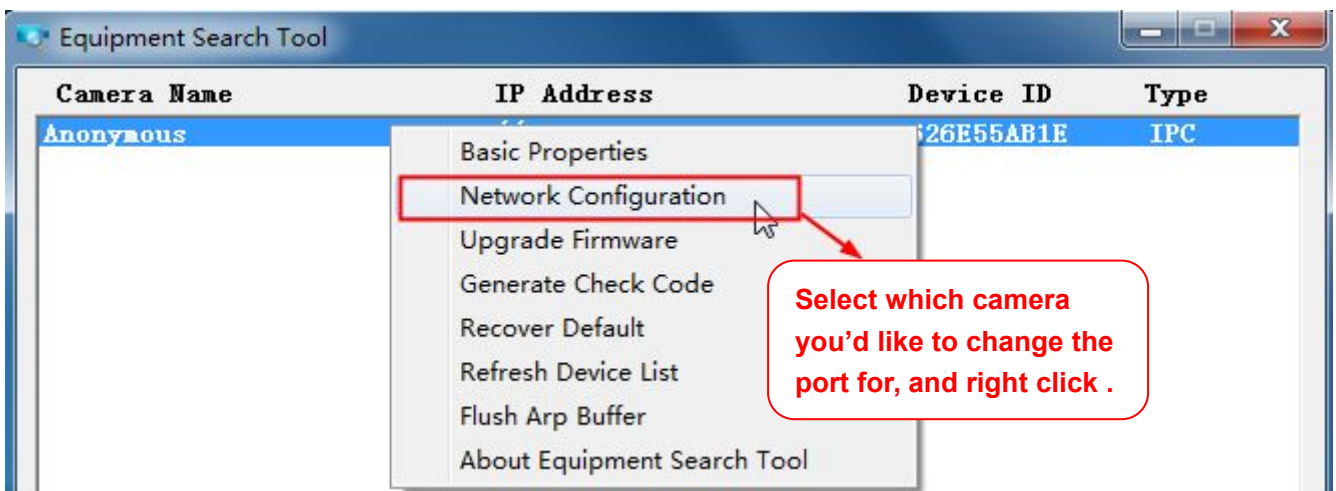 Equipment Search Tool
Camera Name IP Address Device ID Type
Anonymous 526E55AB1E IPC
Basic Properties
Network Configuration
Upgrade Firmware
Generate Check Code
Recover Default
Refresh Device List
Flush Arp Buffer
About Equipment Search Tool
Select which camera
you’d like to change the
port for, and right click .